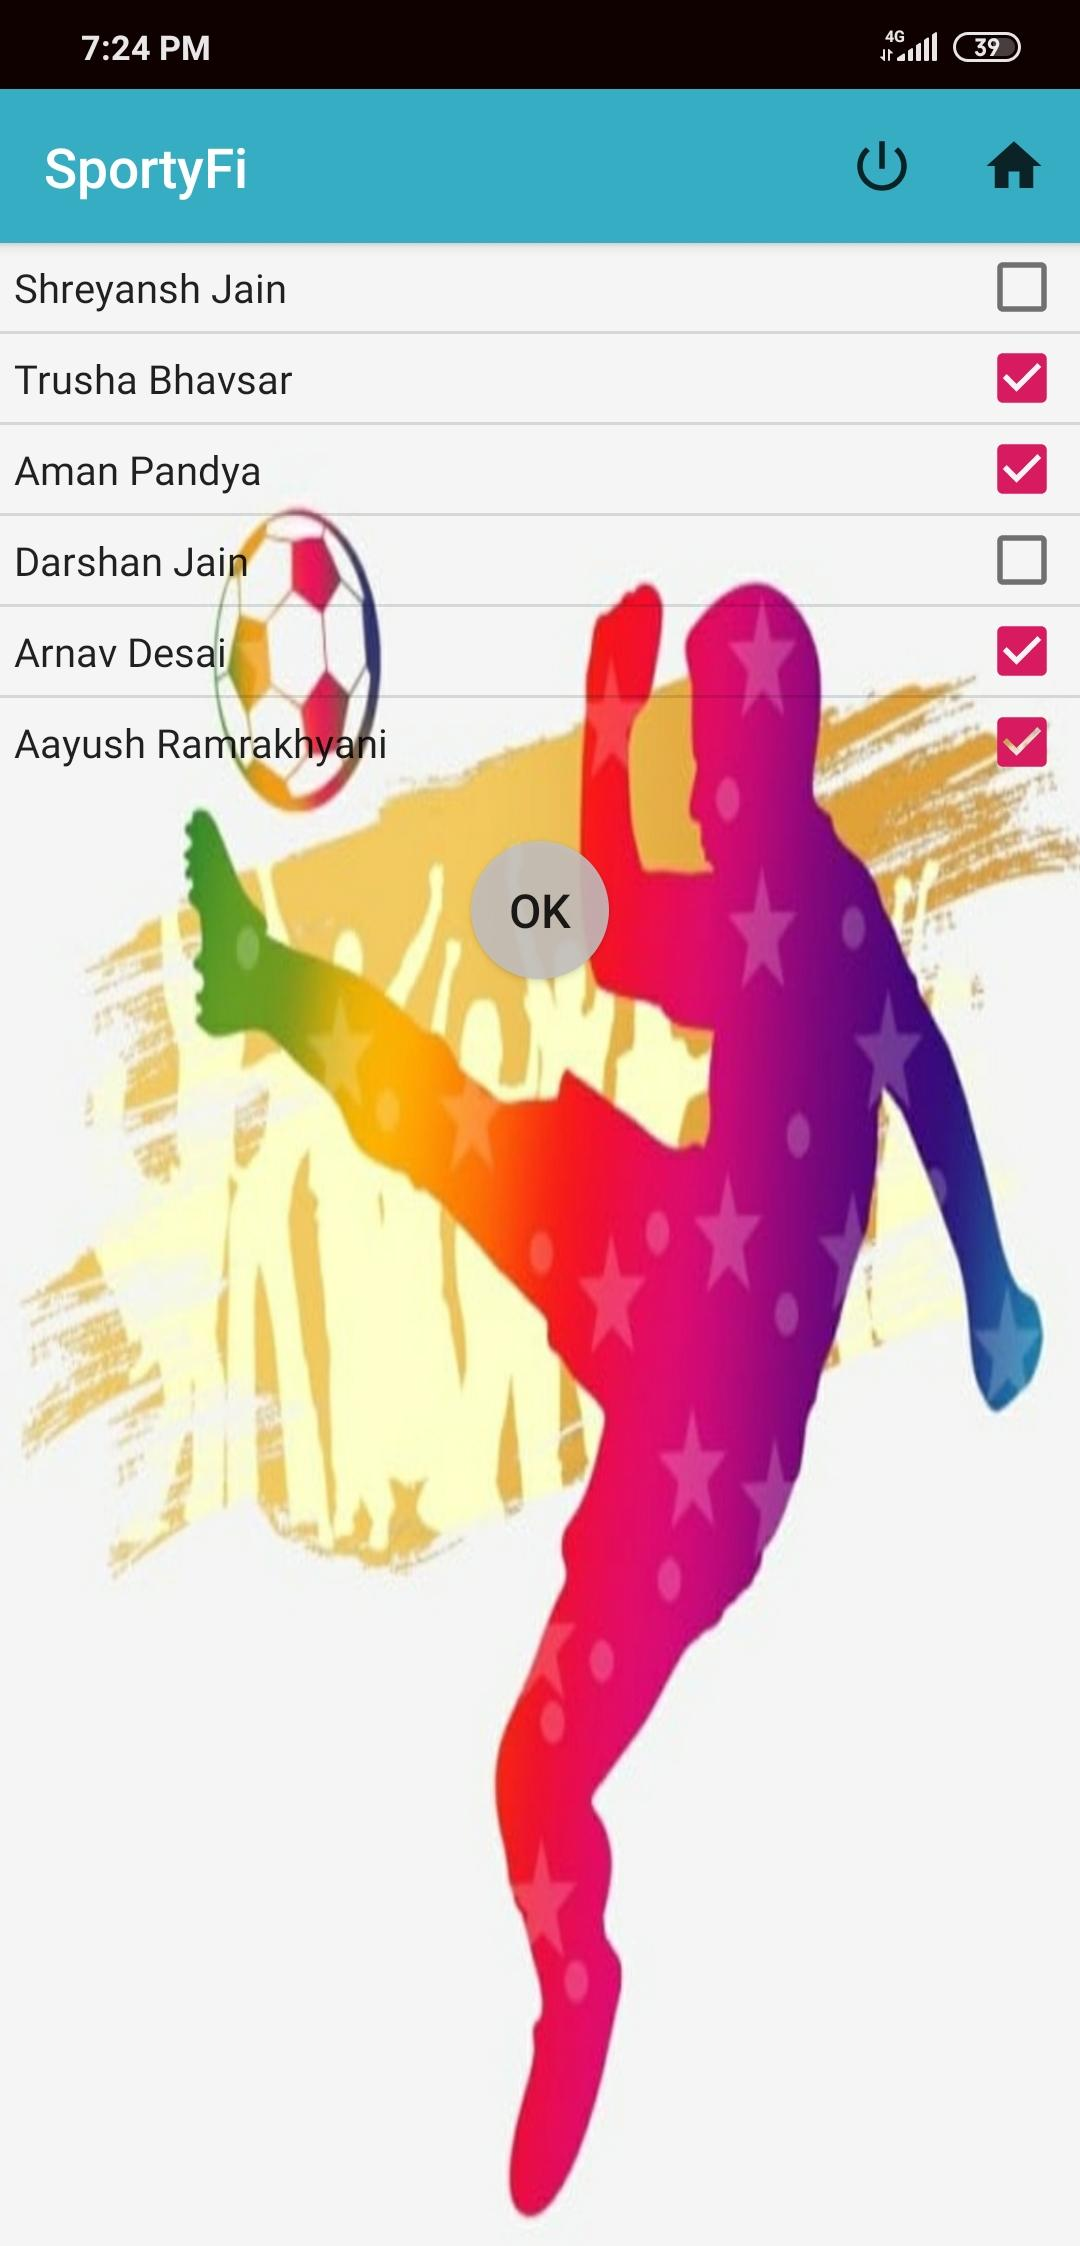 7:24 PM 4G 39
SportyFi
Shreyansh Jain
Trusha Bhavsar
Aman Pandya
Darshan Jain
Arnav Desai
Aayush Ramrakhyani
OK